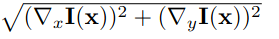 √(∇ₓI(x))² + (∇ᵧI(x))²